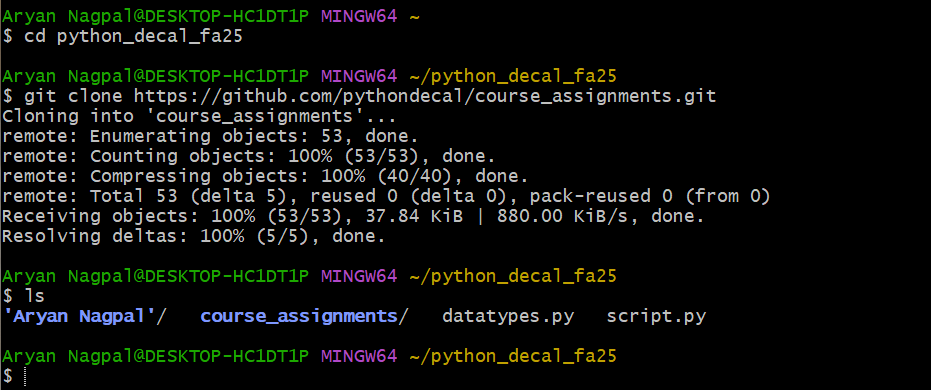 Aryan Nagpal@DESKTOP-HC1DT1P MINGW64 ~
$ cd python_decal_fa25
Aryan Nagpal@DESKTOP-HC1DT1P MINGW64 ~/python_decal_fa25
$ git clone https://github.com/pythondecal/course_assignments.git
Cloning into 'course_assignments'...
remote: Enumerating objects: 53, done.
remote: Counting objects: 100% (53/53), done.
remote: Compressing objects: 100% (40/40), done.
remote: Total 53 (delta 5), reused 0 (delta 0), pack-reused 0 (from 0)
Receiving objects: 100% (53/53), 37.84 KiB | 880.00 KiB/s, done.
Resolving deltas: 100% (5/5), done.
Aryan Nagpal@DESKTOP-HC1DT1P MINGW64 ~/python_decal_fa25
$ ls
'Aryan Nagpal'/   course_assignments/   datatypes.py   script.py
Aryan Nagpal@DESKTOP-HC1DT1P MINGW64 ~/python_decal_fa25
$